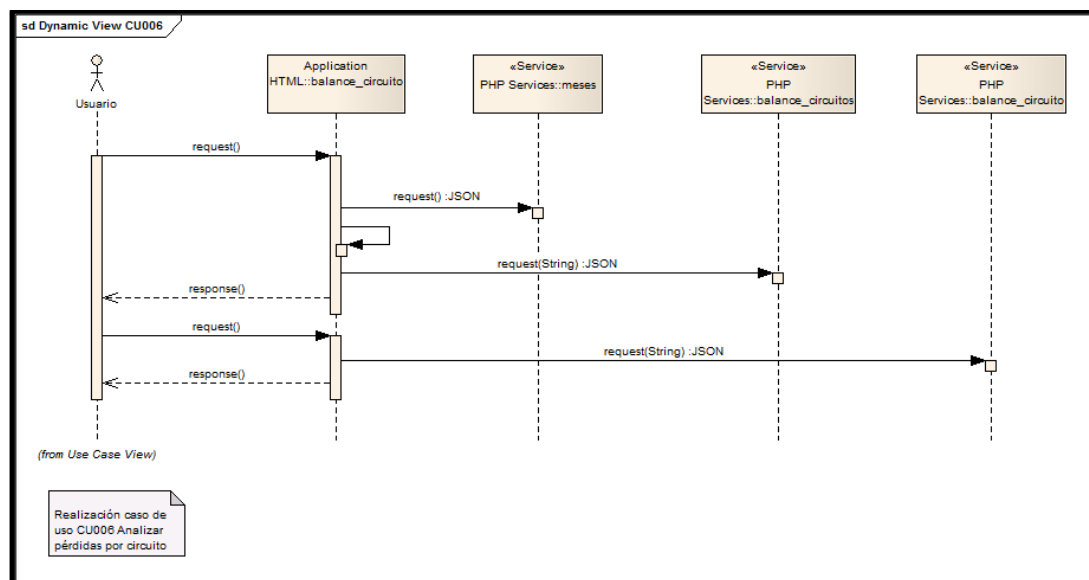 sd Dynamic View CU006
Usuario
Application
HTML::balance_circuito
«Service»
PHP Services::meses
«Service»
PHP
Services::balance_circuitos
«Service»
PHP
Services::balance_circuito
request()
request() :JSON
request(String) :JSON
response()
request()
request(String) :JSON
response()
(from Use Case View)
Realización caso de
uso CU006 Analizar
pérdidas por circuito